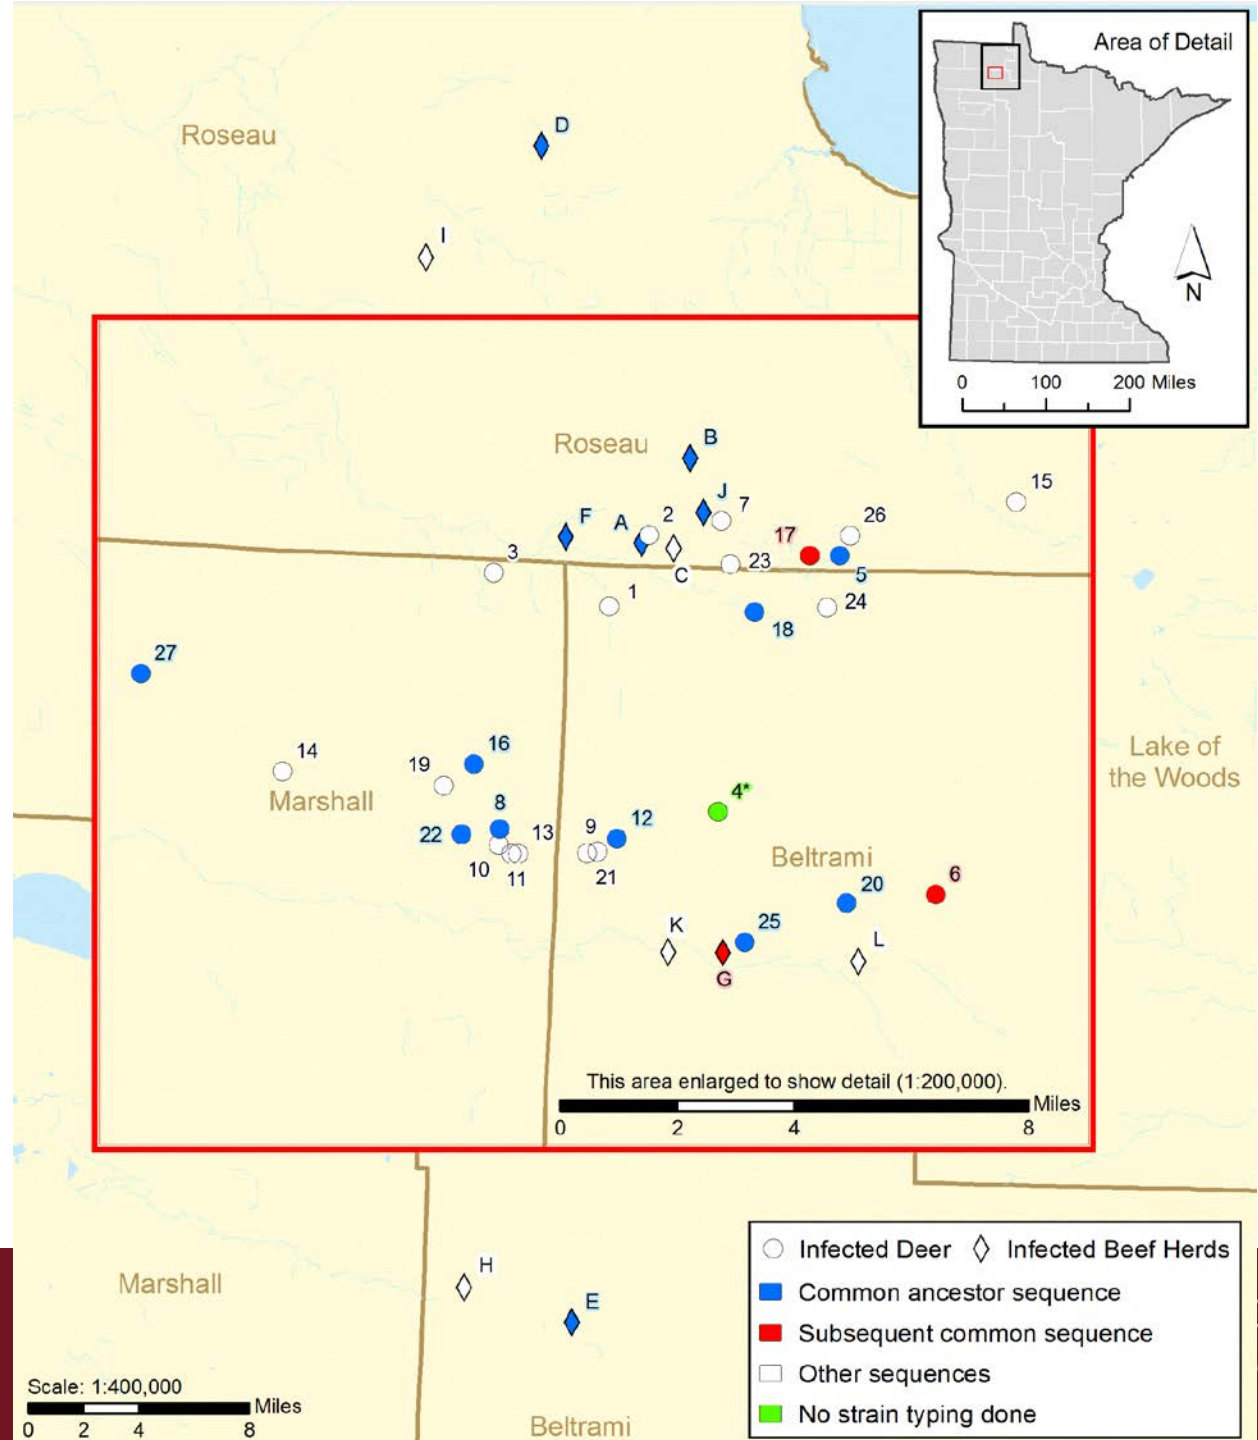 Area of Detail
N
0 100 200 Miles
Roseau
D
I
Roseau
B
J
7
15
F
A
2
17
26
3
C
23
5
1
24
18
27
14
19
16
Marshall
8
22
13
10
11
9
12
21
4*
Beltrami
20
6
25
K
G
L
Lake of
the Woods
This area enlarged to show detail (1:200,000).
Miles
0 2 4 8
H
E
Marshall
Beltrami
Scale: 1:400,000
Miles
0 2 4 8
Infected Deer Infected Beef Herds
Common ancestor sequence
Subsequent common sequence
Other sequences
No strain typing done